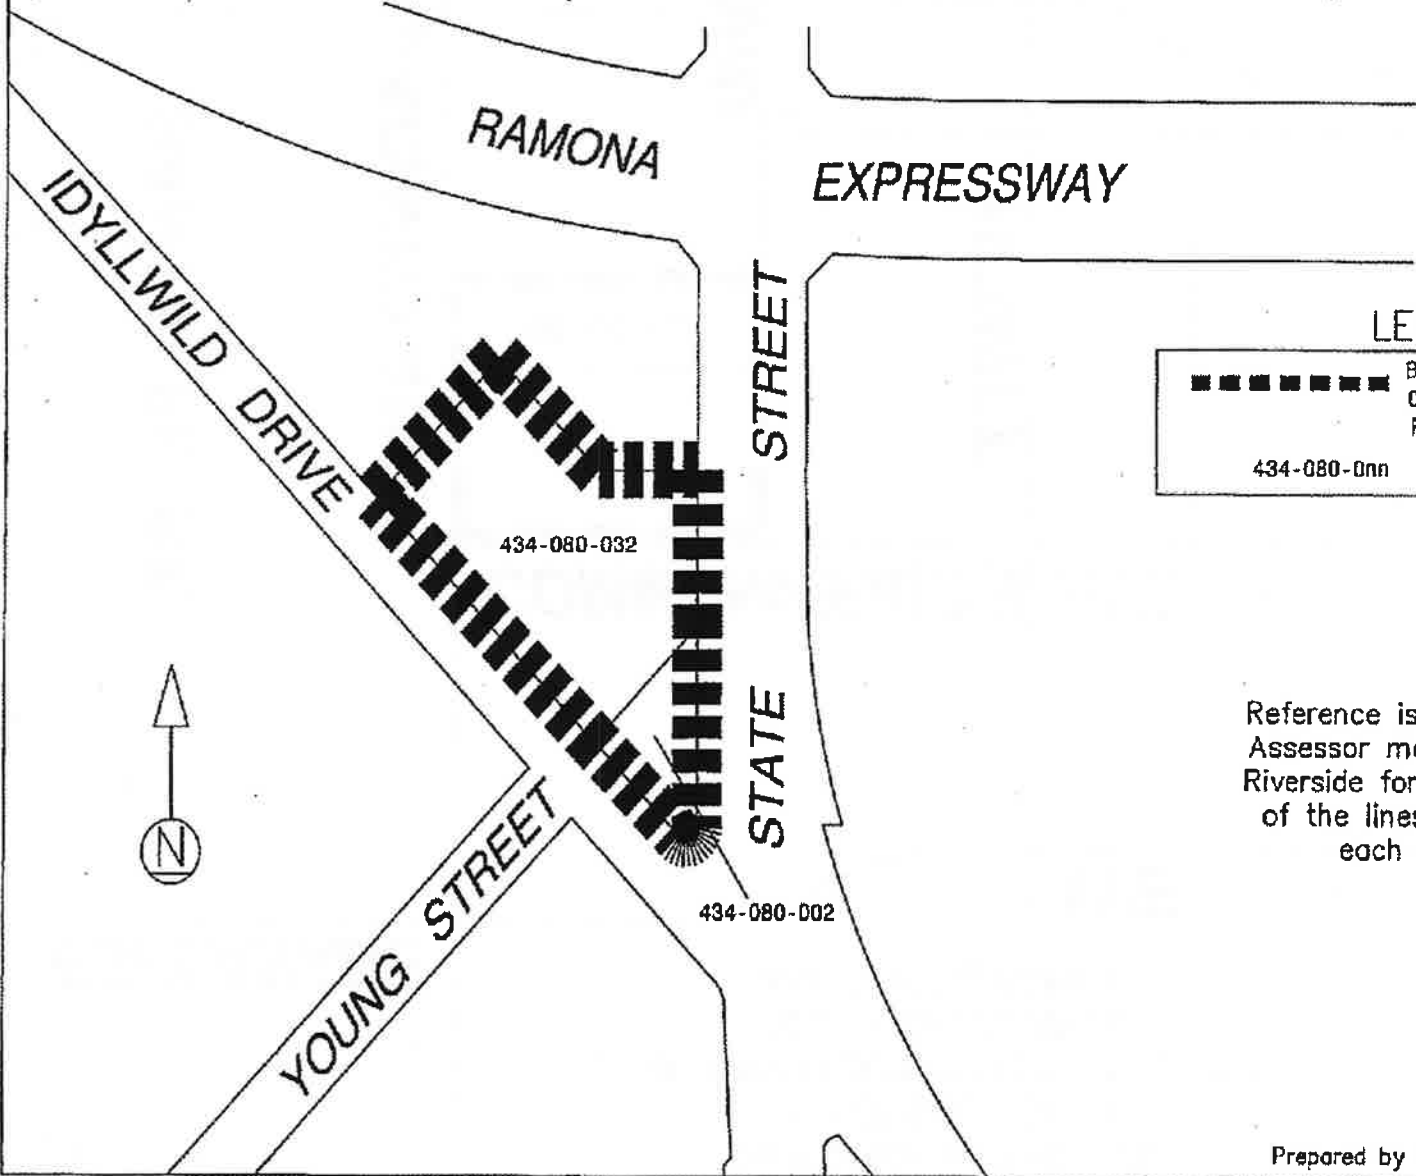 RAMONA
EXPRESSWAY
IDYLLWILD DRIVE
STREET
LE
434-080-0nn
434-080-032
STATE
Reference is
Assessor
Riverside for
of the lines
each
434-080-002
YOUNG STREET
N
Prepared by